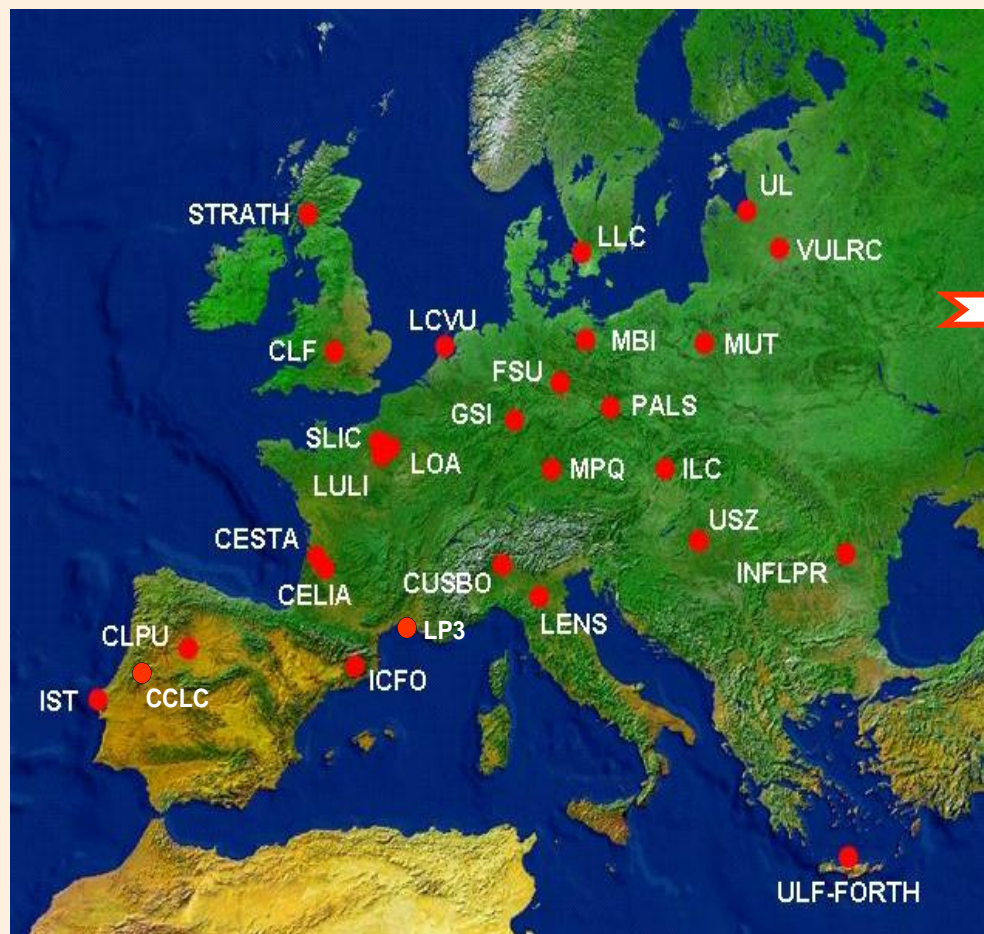 UL
STRATH
LLC
VULRC
LCVU
MBI
MUT
CLF
FSU
PALS
GSI
SLIC
LOA
MPQ
ILC
LULI
USZ
CESTA
INFLPR
CUSBO
CELIA
LENS
LP3
CLPU
ICFO
CCLC
IST
ULF-FORTH